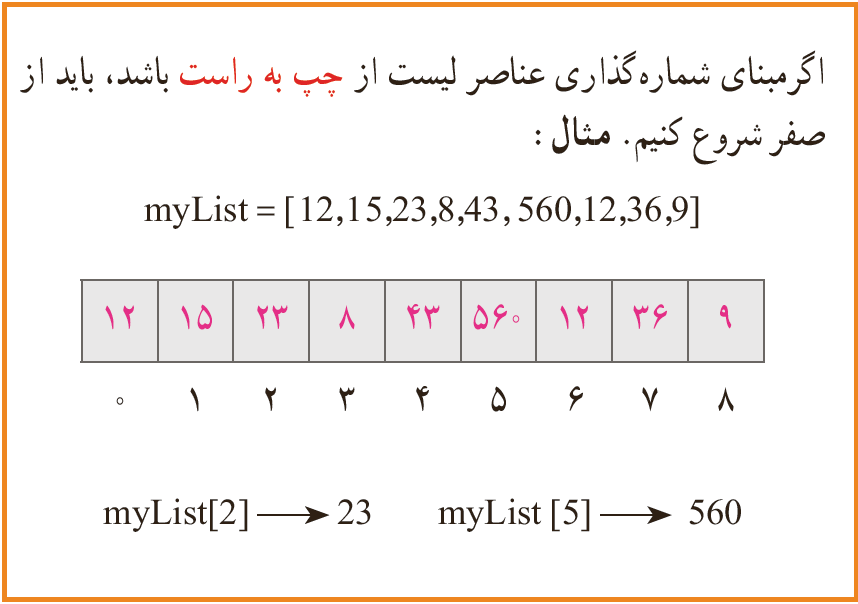 اگرمبنای شماره‌گذاری عناصر لیست از چپ به راست باشد، باید از
صفر شروع کنیم. مثال :
myList = [12,15,23,8,43, 560,12,36,9]
۱۲ ۱۵ ۲۳ ۸ ۴۳ ۵۶۰ ۱۲ ۳۶ ۹
۰ ۱ ۲ ۳ ۴ ۵ ۶ ۷ ۸
myList[2] → 23 myList [5] → 560